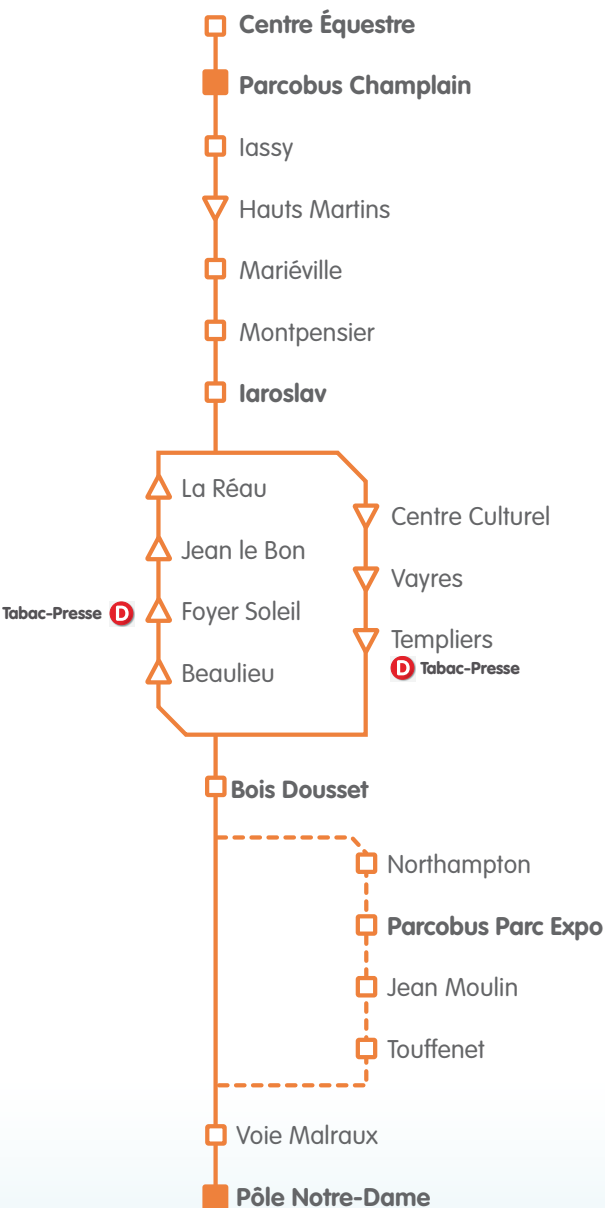 Centre Équestre
Parcobus Champlain
Iassy
Hauts Martins
Mariéville
Montpensier
Iaroslav
La Réau
Jean le Bon
Tabac-Presse D Foyer Soleil
Beaulieu
Centre Culturel
Vayres
Templiers
D Tabac-Presse
Bois Dousset
Northampton
Parcobus Parc Expo
Jean Moulin
Touffenet
Voie Malraux
Pôle Notre-Dame